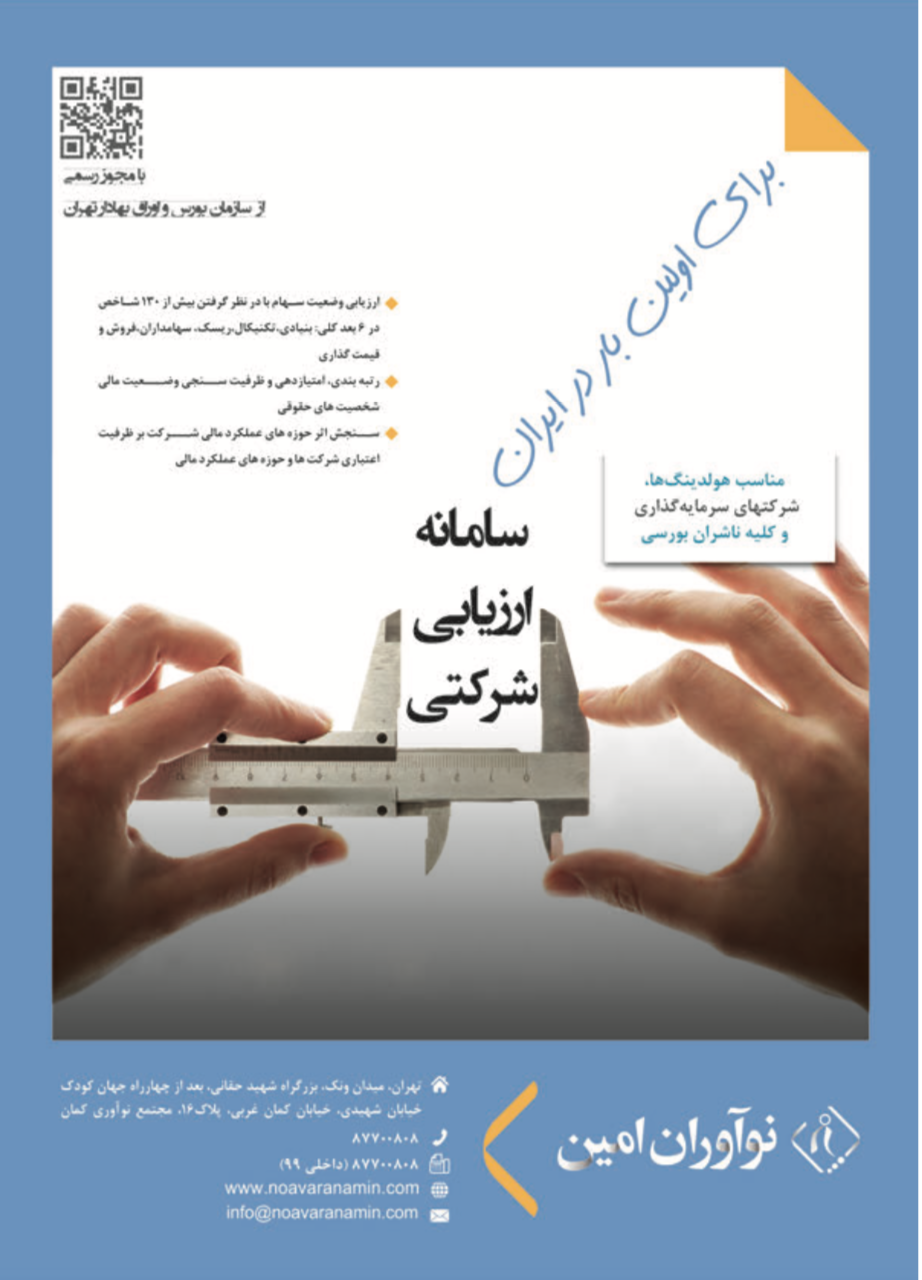 با مجوز رسمی
از سازمان بورس و اوراق بهادار تهران
برای اولین بار در ایران
ارزیابی وضعیت سهام با در نظر گرفتن بیش از ۱۳۰ شاخص
در ۶ بعد کلی: بنیادی،تکنیکال،ریسک، سهامداران،فروش و
قیمت گذاری
رتبه بندی، امتیازدهی و ظرفیت سنجی وضعیت مالی
شخصیت های حقوقی
سنجش اثر حوزه های عملکرد مالی شرکت بر ظرفیت
اعتباری شرکت ها و حوزه های عملکرد مالی
مناسب هولدینگ‌ها،
شرکتهای سرمایه‌گذاری
و کلیه ناشران بورسی
سامانه
ارزیابی
شرکتی
نوآوران امین
تهران، میدان ونک، بزرگراه شهید حقانی، بعد از چهارراه جهان کودک
خیابان شهیدی، خیابان کمان غربی، پلاک۱۶، مجتمع نوآوری کمان
۸۷۷۰۰۸۰۸
۸۷۷۰۰۸۰۸ (داخلی ۹۹)
www.noavaranamin.com
info@noavaranamin.com